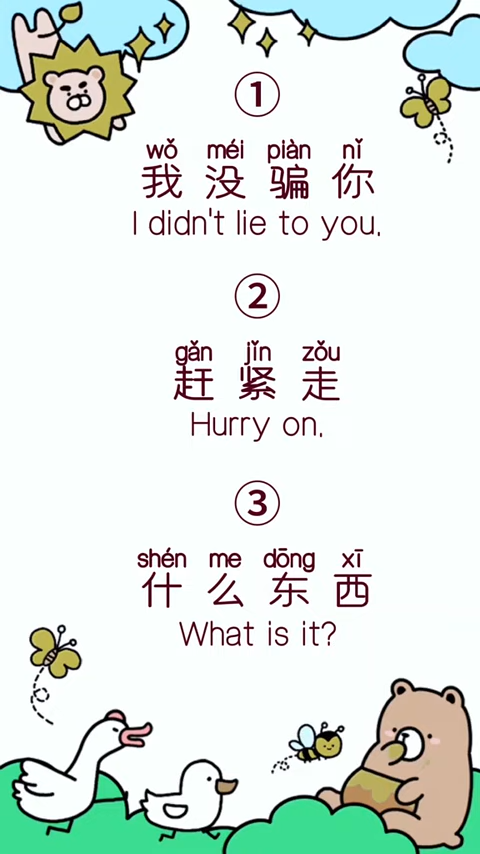 ①
wǒ méi piàn nǐ
我没骗你
I didn't lie to you.
②
gǎn jǐn zǒu
赶紧走
Hurry on.
③
shén me dōng xī
什么东西
What is it?